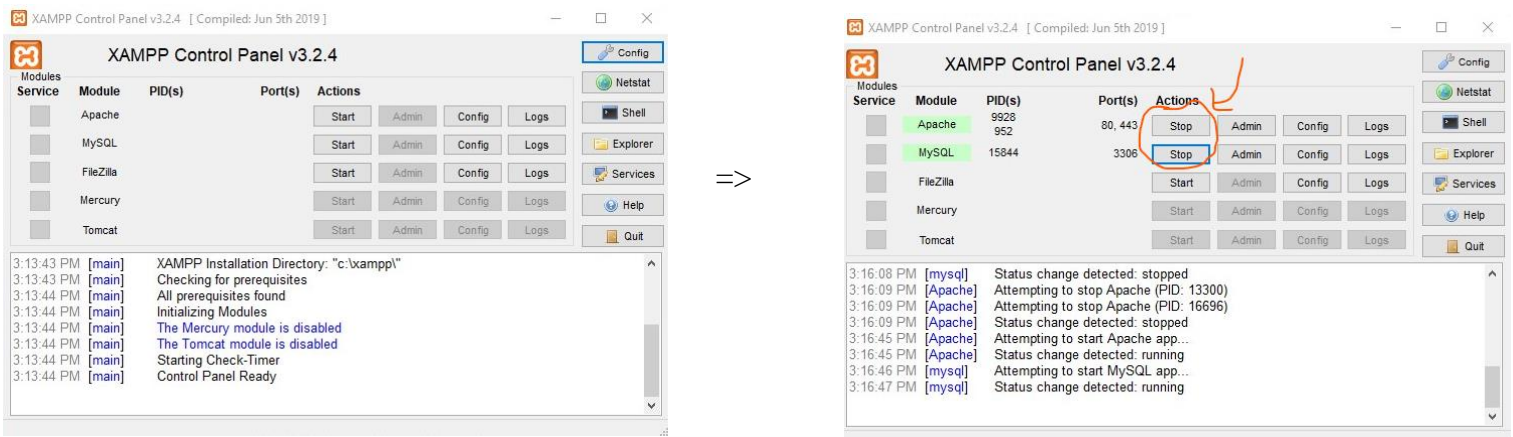 XAMPP Control Panel v3.2.4 [ Compiled: Jun 5th 2019 ]
XAMPP Control Panel v3.2.4
Config
Modules
Service Module PID(s) Port(s) Actions
Netstat
Apache Start Admin Config Logs
Shell
MySQL Start Admin Config Logs
Explorer
FileZilla Start Admin Config Logs
Services
Mercury Start Admin Config Logs
Help
Tomcat Start Admin Config Logs
Quit
3:13:43 PM [main] XAMPP Installation Directory: "c:\xampp\"
3:13:43 PM [main] Checking for prerequisites
3:13:44 PM [main] All prerequisites found
3:13:44 PM [main] Initializing Modules
3:13:44 PM [main] The Mercury module is disabled
3:13:44 PM [main] The Tomcat module is disabled
3:13:44 PM [main] Starting Check-Timer
3:13:44 PM [main] Control Panel Ready
=>
XAMPP Control Panel v3.2.4 [ Compiled: Jun 5th 2019 ]
XAMPP Control Panel v3.2.4
Config
Modules
Service Module PID(s) Port(s) Actions
Netstat
Apache 9928 952 80, 443 Stop Admin Config Logs
Shell
MySQL 15844 3306 Stop Admin Config Logs
Explorer
FileZilla Start Admin Config Logs
Services
Mercury Start Admin Config Logs
Help
Tomcat Start Admin Config Logs
Quit
3:16:08 PM [mysql] Status change detected: stopped
3:16:09 PM [Apache] Attempting to stop Apache (PID: 13300)
3:16:09 PM [Apache] Attempting to stop Apache (PID: 16696)
3:16:09 PM [Apache] Status change detected: stopped
3:16:45 PM [Apache] Attempting to start Apache app...
3:16:45 PM [Apache] Status change detected: running
3:16:46 PM [mysql] Attempting to start MySQL app...
3:16:47 PM [mysql] Status change detected: running